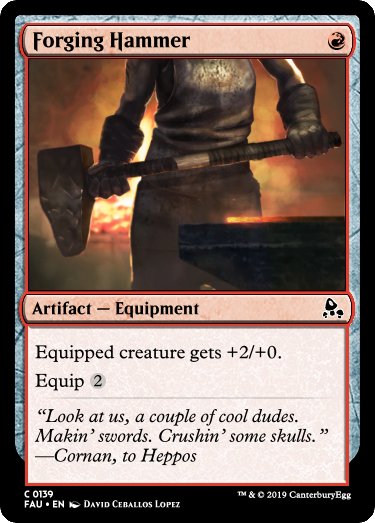 Forging Hammer
Artifact — Equipment
Equipped creature gets +2/+0.
Equip 2
“Look at us, a couple of cool dudes.
Makin’ swords. Crushin’ some skulls.”
—Cornan, to Heppos
C 0139
FAU • EN DAVID CEBALLOS LOPEZ
™ & © 2019 CanterburyEgg